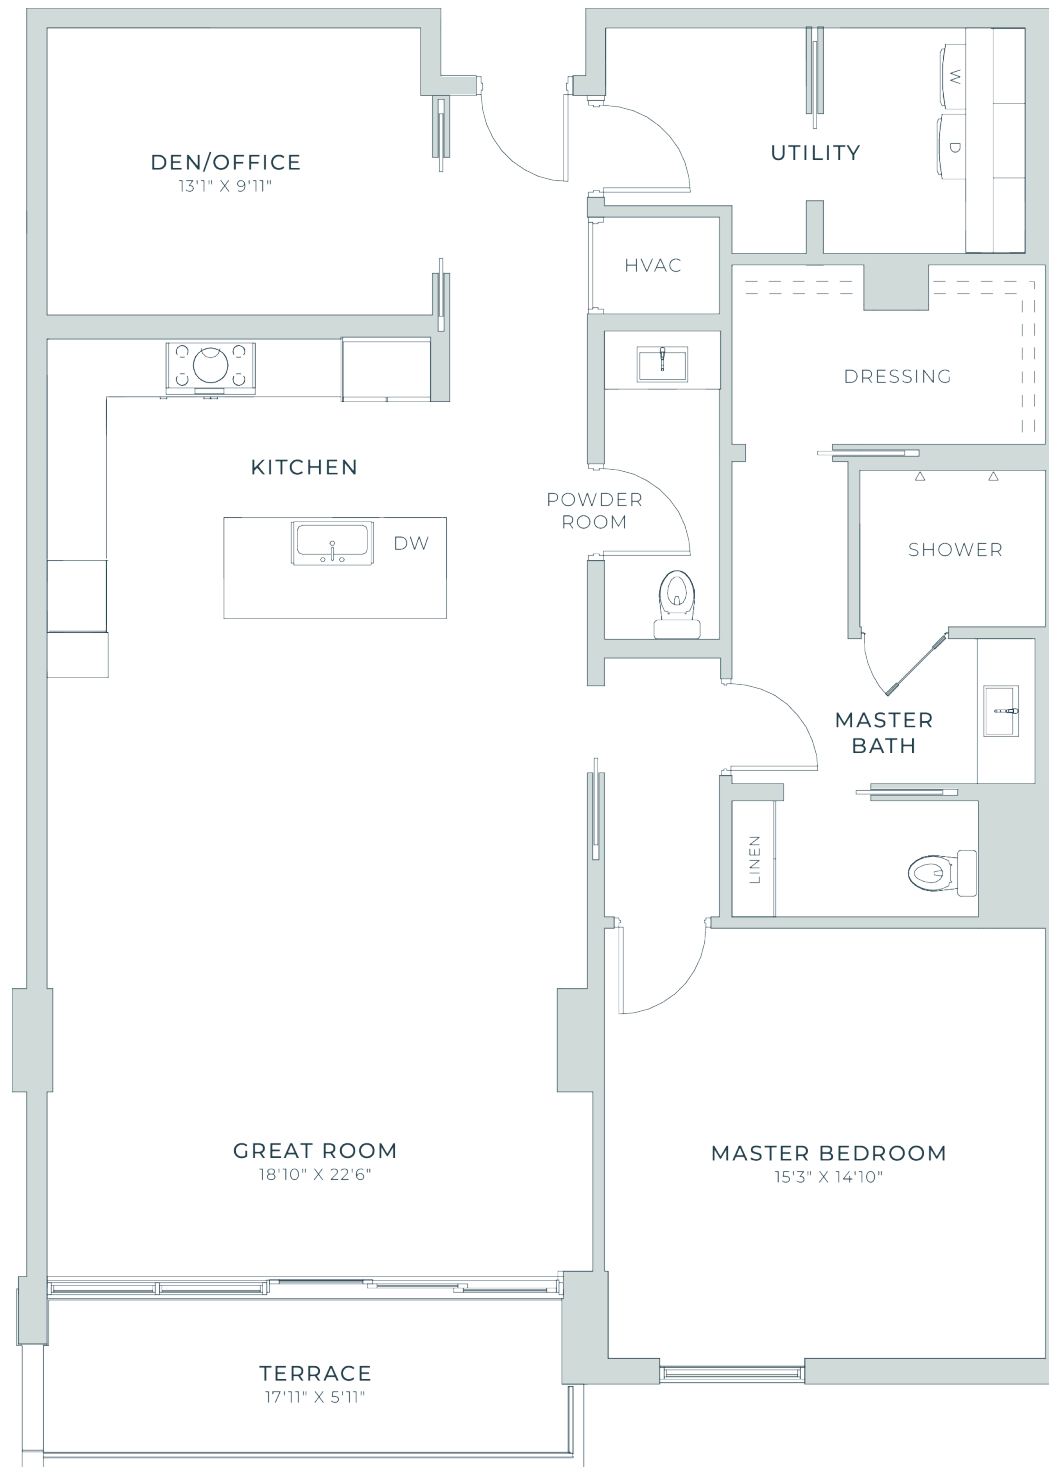 DEN/OFFICE
13'1" X 9'11"
UTILITY
W
D
HVAC
DRESSING
KITCHEN
DW
POWDER
ROOM
SHOWER
MASTER
BATH
LINEN
GREAT ROOM
18'10" X 22'6"
MASTER BEDROOM
15'3" X 14'10"
TERRACE
17'11" X 5'11"